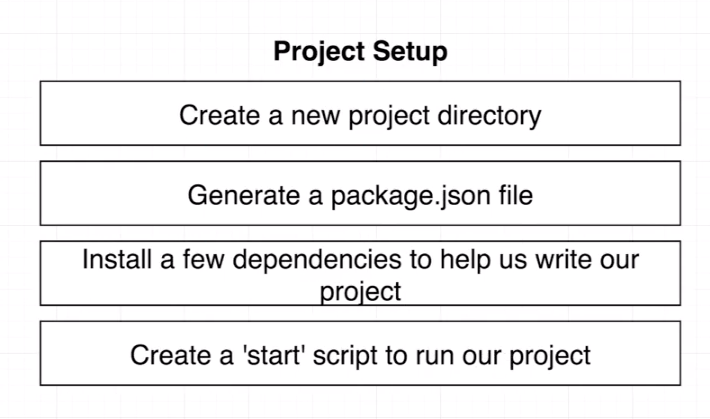 Project Setup
Create a new project directory
Generate a package.json file
Install a few dependencies to help us write our
project
Create a 'start' script to run our project